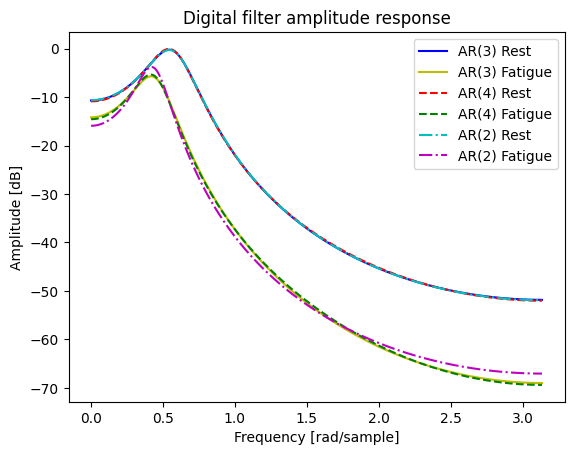 Digital filter amplitude response
AR(3) Rest
AR(3) Fatigue
AR(4) Rest
AR(4) Fatigue
AR(2) Rest
AR(2) Fatigue
Amplitude [dB]
0
−10
−20
−30
−40
−50
−60
−70
0.0
0.5
1.0
1.5
2.0
2.5
3.0
Frequency [rad/sample]